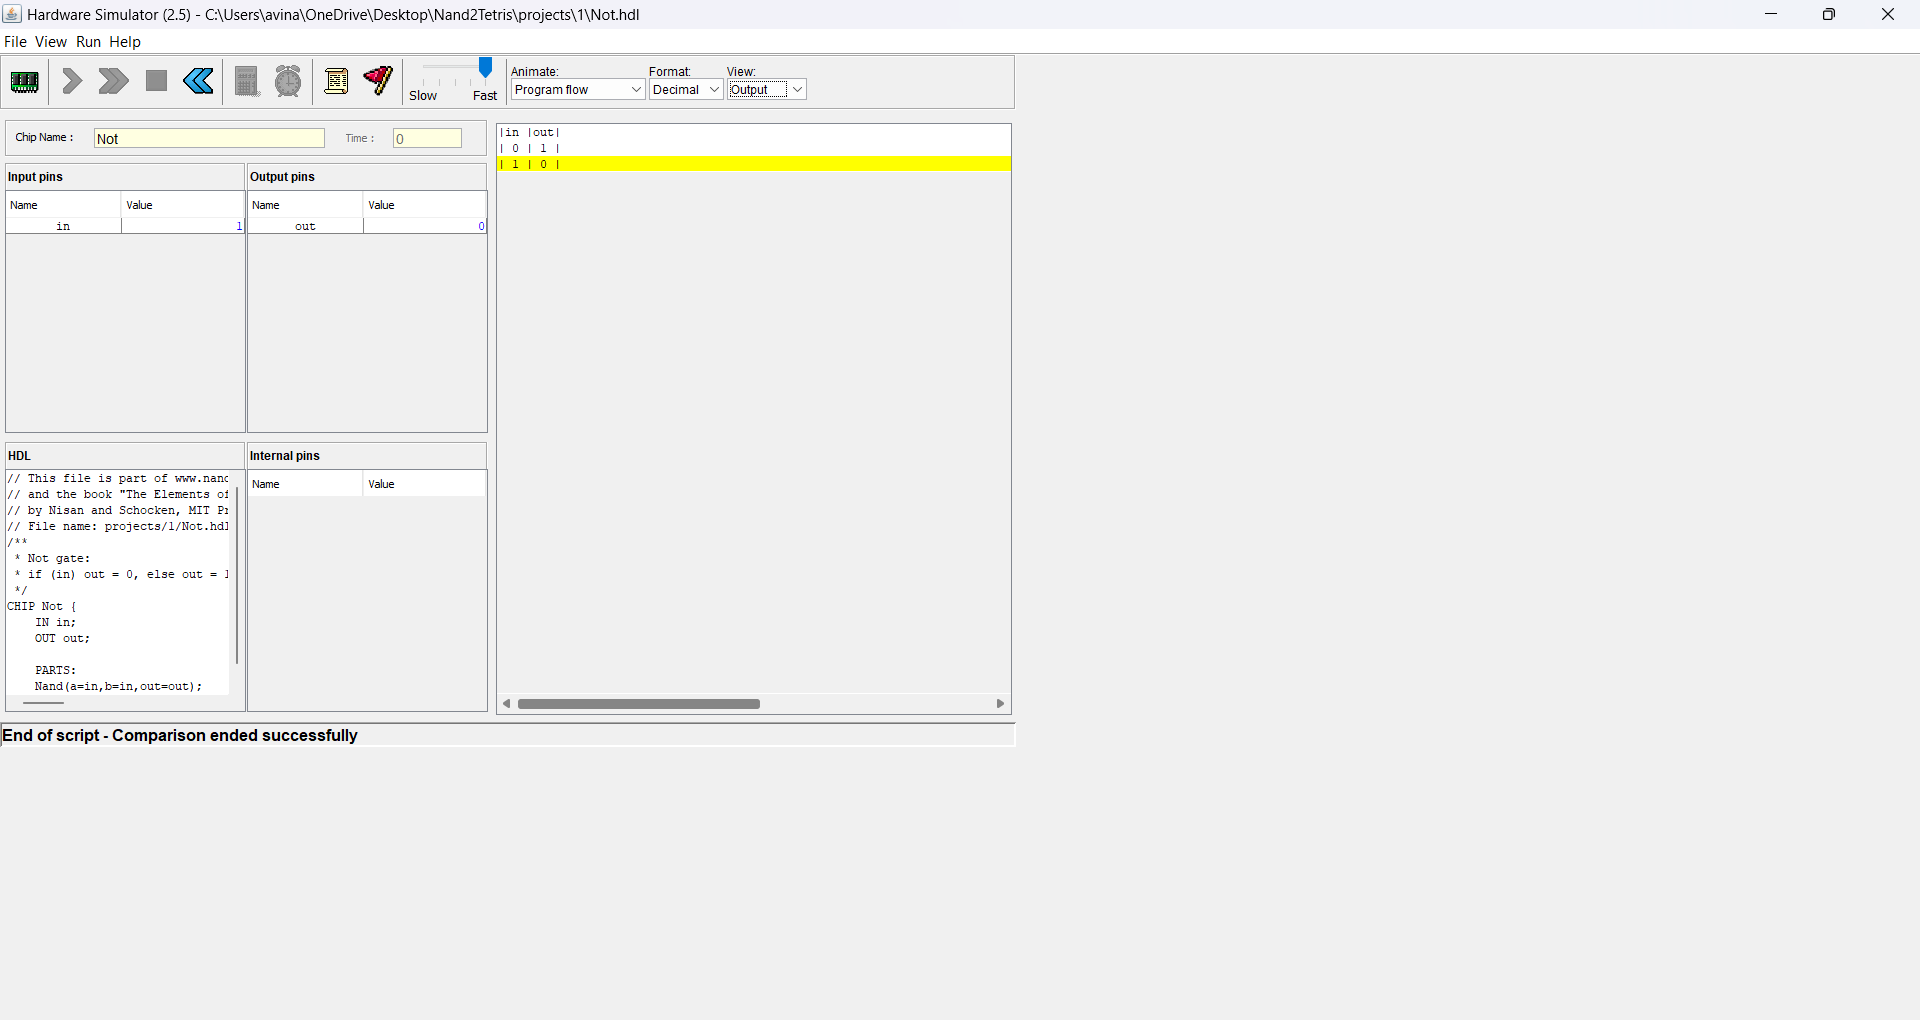 Hardware Simulator (2.5) - C:\Users\avina\OneDrive\Desktop\Nand2Tetris\projects\1\Not.hdl
File View Run Help
Slow Fast
Animate: Format: View:
Program flow Decimal Output
Chip Name : Not Time : 0
Input pins
Name Value
in 1
Output pins
Name Value
out 0
|in |out|
| 0 | 1 |
| 1 | 0 |
HDL
// This file is part of www.nanc
// and the book "The Elements of
// by Nisan and Schocken, MIT Pr
// File name: projects/1/Not.hdl
/**
* Not gate:
* if (in) out = 0, else out = 1
*/
CHIP Not {
IN in;
OUT out;
PARTS:
Nand(a=in,b=in,out=out);
Internal pins
Name Value
End of script - Comparison ended successfully